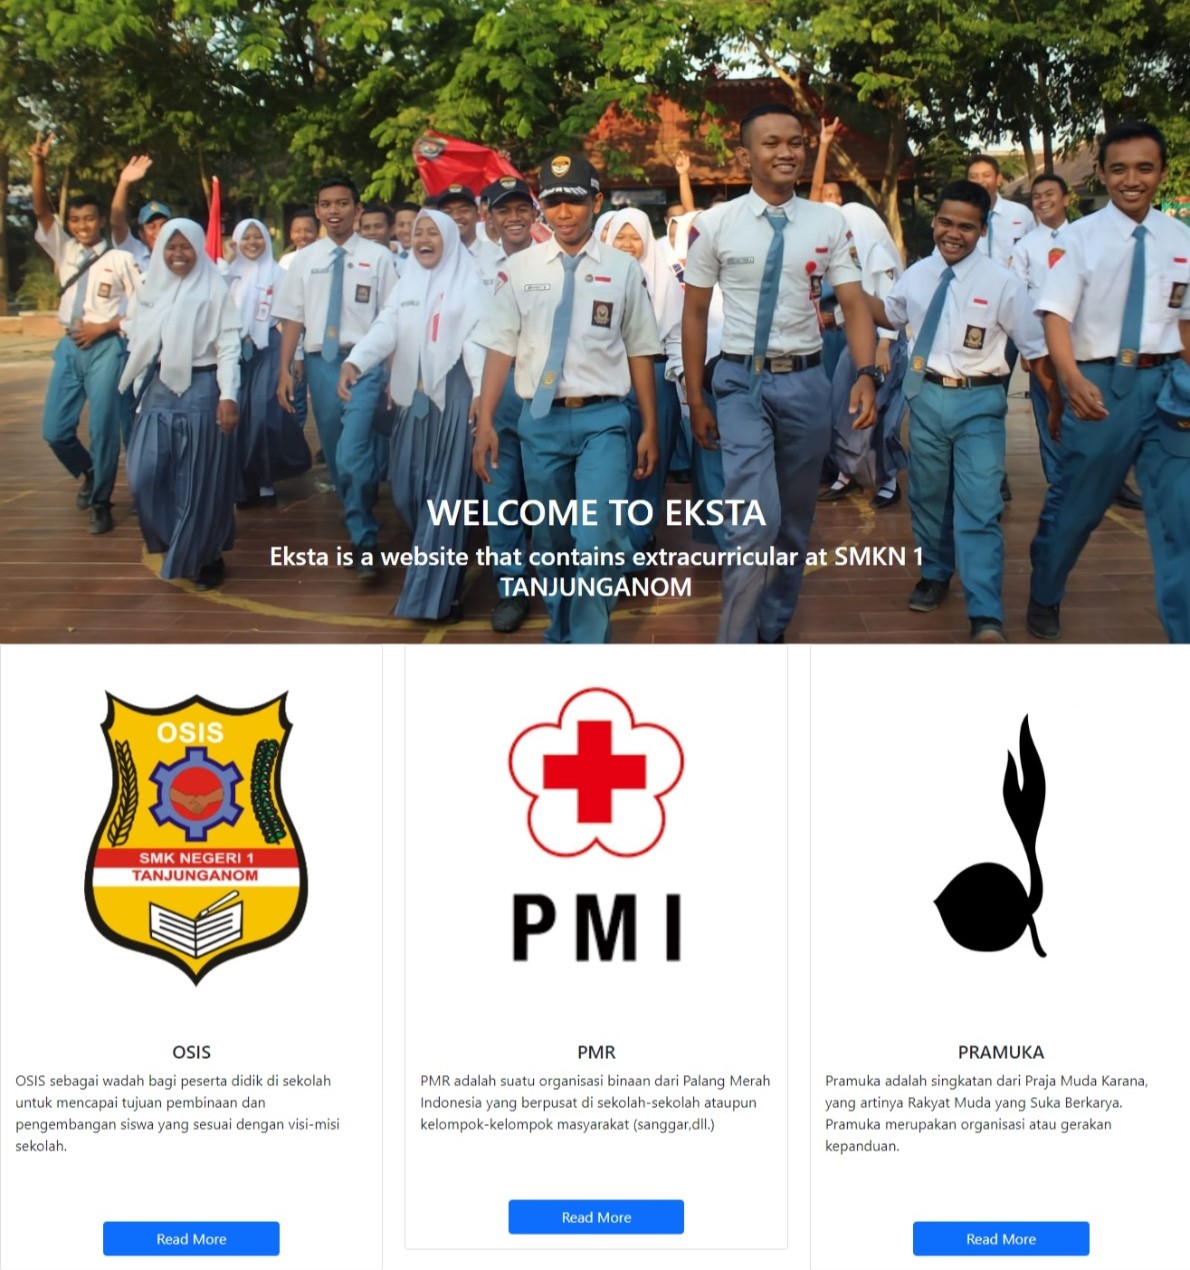 WELCOME TO EKSTA
Eksta is a website that contains extracurricular at SMKN 1
TANJUNGANOM
OSIS
SMK NEGERI 1
TANJUNGANOM
PMI
OSIS
OSIS sebagai wadah bagi peserta didik di sekolah
untuk mencapai tujuan pembinaan dan
pengembangan siswa yang sesuai dengan visi-misi
sekolah.
Read More
PMR
PMR adalah suatu organisasi binaan dari Palang Merah
Indonesia yang berpusat di sekolah-sekolah ataupun
kelompok-kelompok masyarakat (sanggar,dll.)
Read More
PRAMUKA
Pramuka adalah singkatan dari Praja Muda Karana,
yang artinya Rakyat Muda yang Suka Berkarya.
Pramuka merupakan organisasi atau gerakan
kepanduan.
Read More